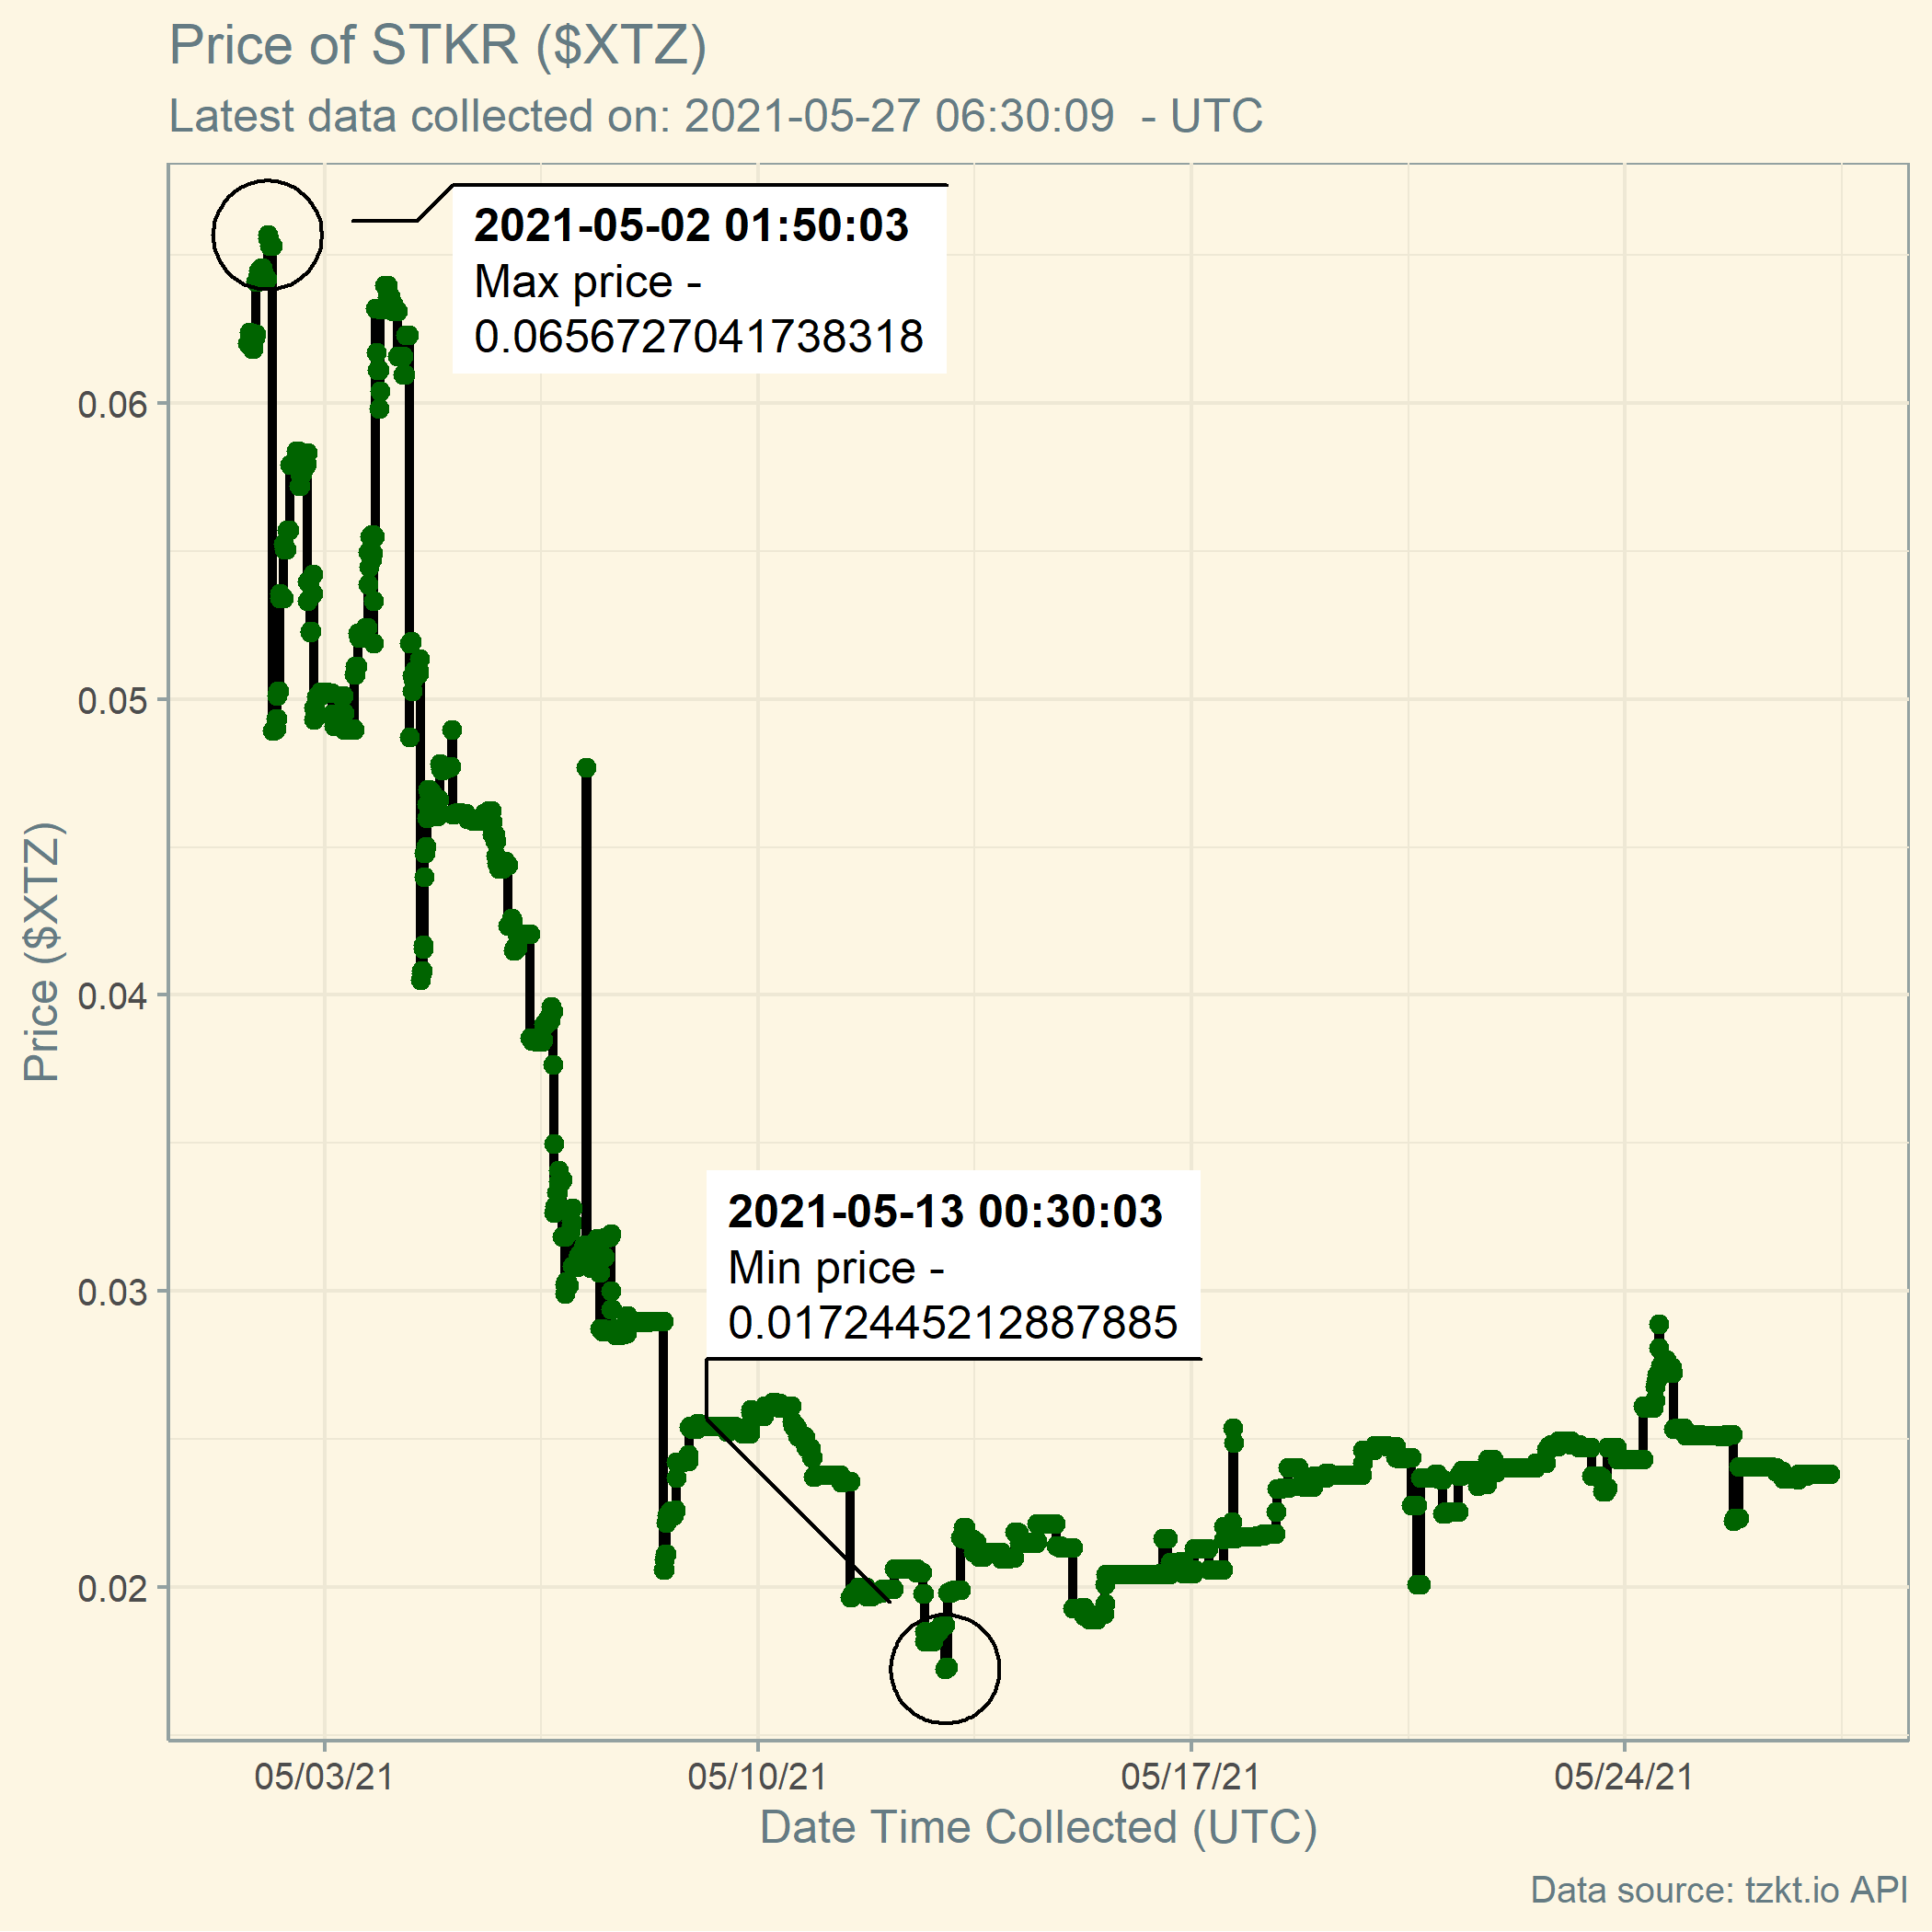 Price of STKR ($XTZ)
Latest data collected on: 2021-05-27 06:30:09 - UTC
2021-05-02 01:50:03
Max price -
0.0656727041738318
0.06
0.05
Price ($XTZ)
0.04
2021-05-13 00:30:03
Min price -
0.0172445212887885
0.03
0.02
05/03/21
05/10/21
05/17/21
05/24/21
Date Time Collected (UTC)
Data source: tzkt.io API